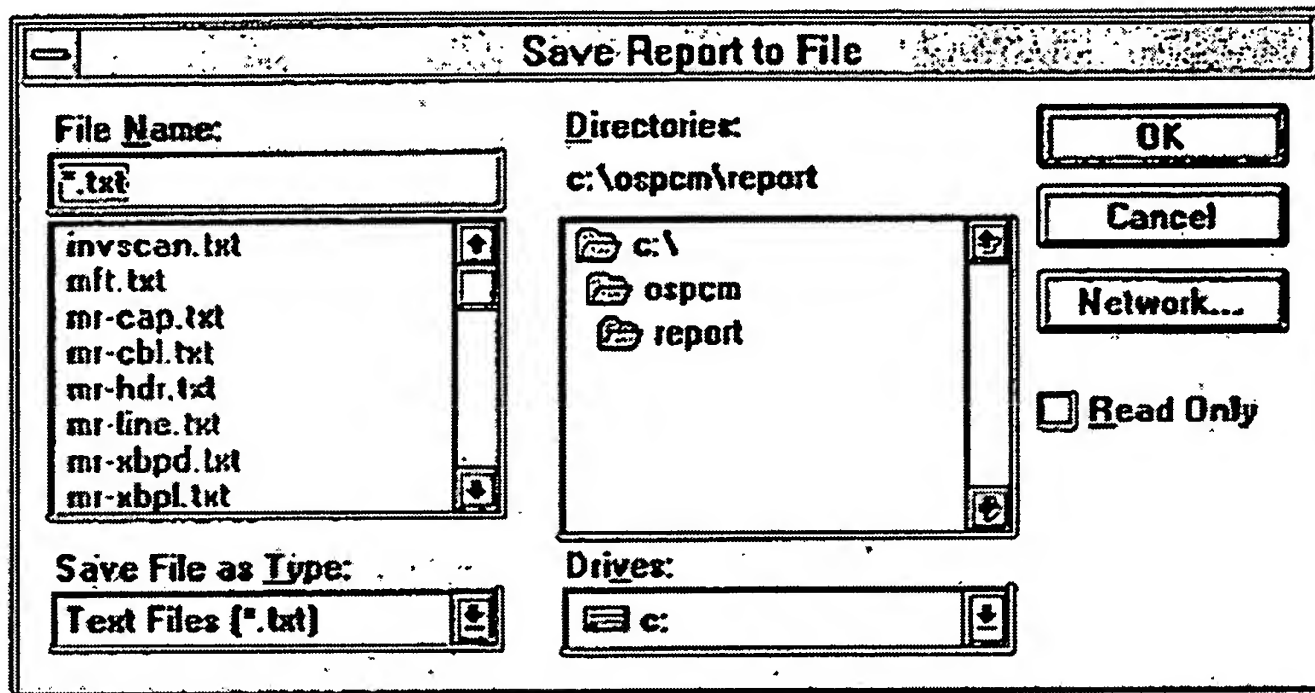 Save Report to File
File Name:
*.txt
invscan.txt
mft.txt
mr-cap.txt
mr-cbl.txt
mr-hdr.txt
mr-line.txt
mr-xbpd.txt
mr-xbpl.txt
Save File as Type:
Text Files (*.txt)
Directories:
c:\ospcm\report
c:\
ospcm
report
Drives:
c:
OK
Cancel
Network...
Read Only